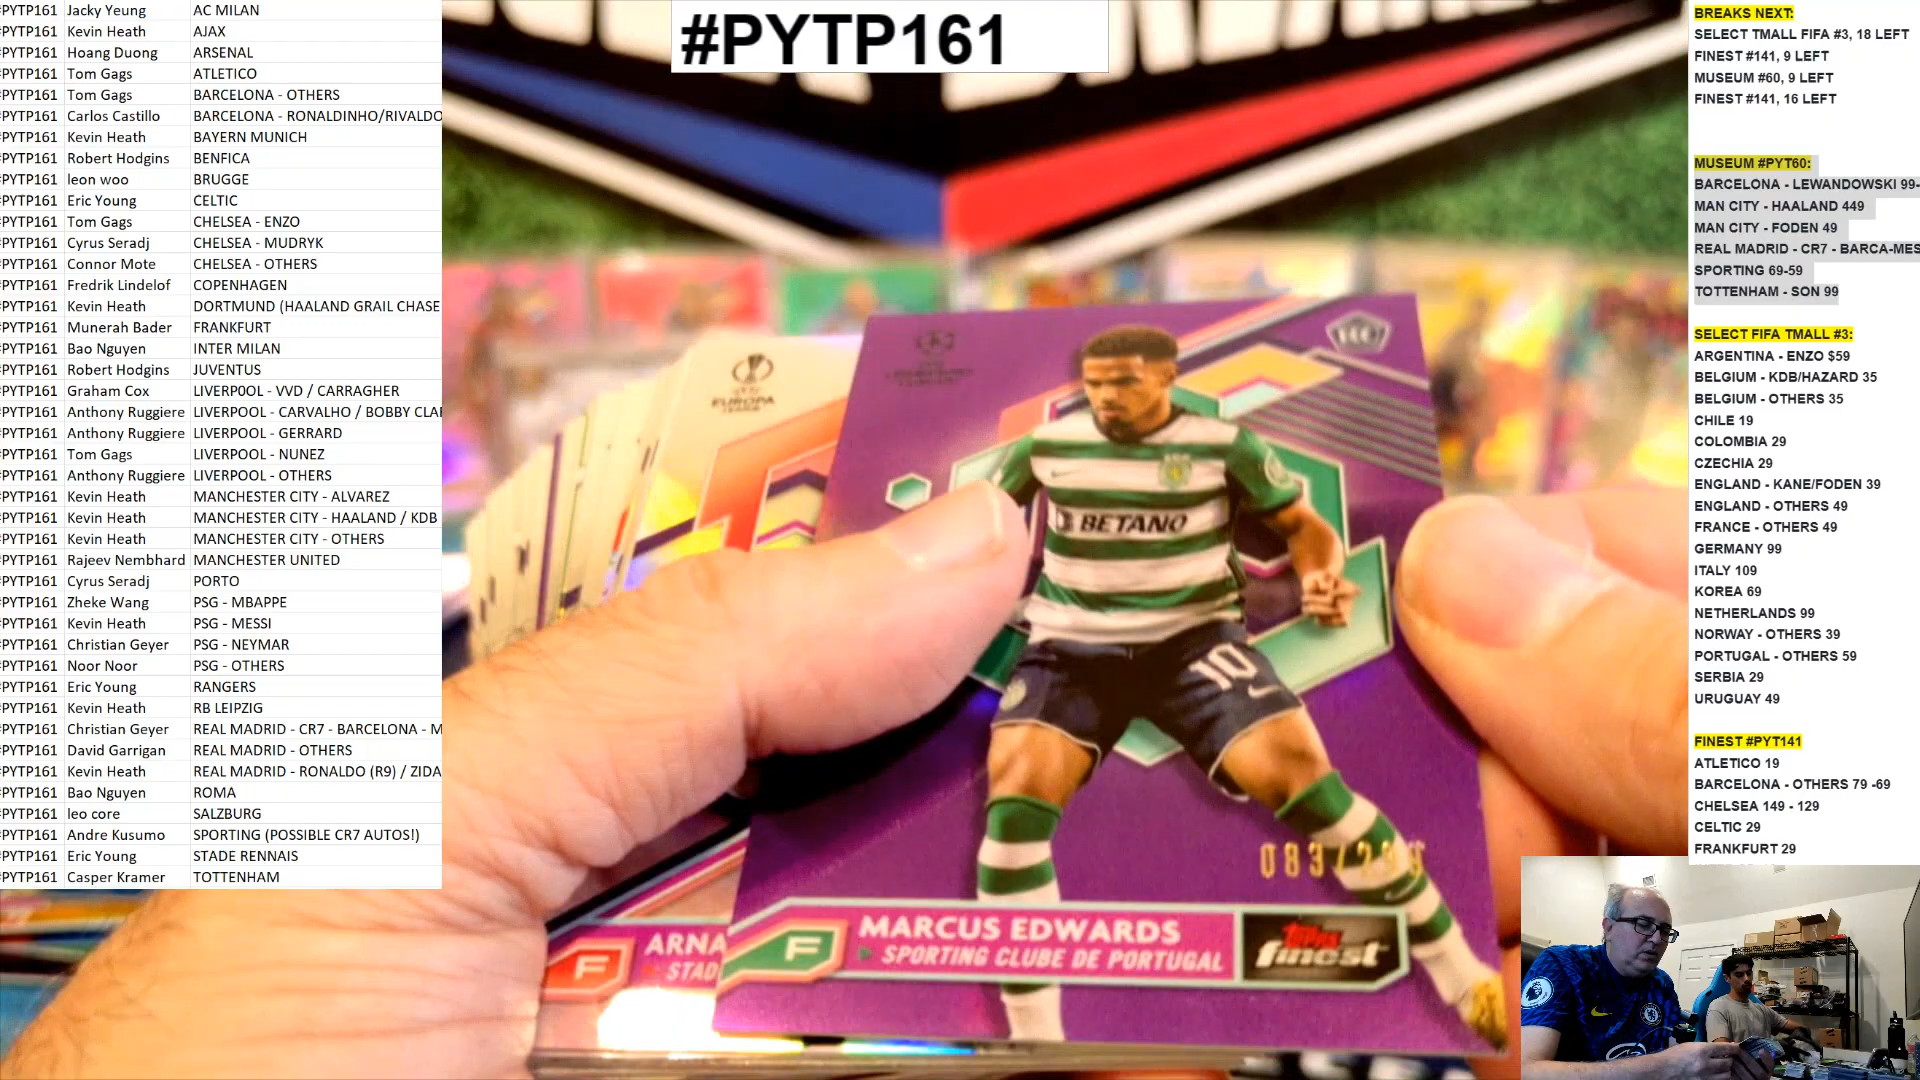 #PYTP161 Jacky Yeung AC MILAN
#PYTP161 Kevin Heath AJAX
#PYTP161 Hoang Duong ARSENAL
#PYTP161 Tom Gags ATLETICO
#PYTP161 Tom Gags BARCELONA - OTHERS
#PYTP161 Carlos Castillo BARCELONA - RONALDINHO/RIVALDO
#PYTP161 Kevin Heath BAYERN MUNICH
#PYTP161 Robert Hodgins BENFICA
#PYTP161 leon woo BRUGGE
#PYTP161 Eric Young CELTIC
#PYTP161 Tom Gags CHELSEA - ENZO
#PYTP161 Cyrus Seradj CHELSEA - MUDRYK
#PYTP161 Connor Mote CHELSEA - OTHERS
#PYTP161 Fredrik Lindelof COPENHAGEN
#PYTP161 Kevin Heath DORTMUND (HAALAND GRAIL CHASE
#PYTP161 Munerah Bader FRANKFURT
#PYTP161 Bao Nguyen INTER MILAN
#PYTP161 Robert Hodgins JUVENTUS
#PYTP161 Graham Cox LIVERP0OL - VVD / CARRAGHER
#PYTP161 Anthony Ruggiere LIVERPOOL - CARVALHO / BOBBY CLAR
#PYTP161 Anthony Ruggiere LIVERPOOL - GERRARD
#PYTP161 Tom Gags LIVERPOOL - NUNEZ
#PYTP161 Anthony Ruggiere LIVERPOOL - OTHERS
#PYTP161 Kevin Heath MANCHESTER CITY - ALVAREZ
#PYTP161 Kevin Heath MANCHESTER CITY - HAALAND / KDB
#PYTP161 Kevin Heath MANCHESTER CITY - OTHERS
#PYTP161 Rajeev Nembhard MANCHESTER UNITED
#PYTP161 Cyrus Seradj PORTO
#PYTP161 Zheke Wang PSG - MBAPPE
#PYTP161 Kevin Heath PSG - MESSI
#PYTP161 Christian Geyer PSG - NEYMAR
#PYTP161 Noor Noor PSG - OTHERS
#PYTP161 Eric Young RANGERS
#PYTP161 Kevin Heath RB LEIPZIG
#PYTP161 Christian Geyer REAL MADRID - CR7 - BARCELONA - M
#PYTP161 David Garrigan REAL MADRID - OTHERS
#PYTP161 Kevin Heath REAL MADRID - RONALDO (R9) / ZIDA
#PYTP161 Bao Nguyen ROMA
#PYTP161 leo core SALZBURG
#PYTP161 Andre Kusumo SPORTING (POSSIBLE CR7 AUTOS!)
#PYTP161 Eric Young STADE RENNAIS
#PYTP161 Casper Kramer TOTTENHAM
#PYTP161
UEFA
EUROPA
LEAGUE
BETANO
10
083/299
MARCUS EDWARDS
SPORTING CLUBE DE PORTUGAL
F
TOPPS
finest
ARNA
STAD
F
BREAKS NEXT:
SELECT TMALL FIFA #3, 18 LEFT
FINEST #141, 9 LEFT
MUSEUM #60, 9 LEFT
FINEST #141, 16 LEFT
MUSEUM #PYT60:
BARCELONA - LEWANDOWSKI 99-
MAN CITY - HAALAND 449
MAN CITY - FODEN 49
REAL MADRID - CR7 - BARCA-MES
SPORTING 69-59
TOTTENHAM - SON 99
SELECT FIFA TMALL #3:
ARGENTINA - ENZO $59
BELGIUM - KDB/HAZARD 35
BELGIUM - OTHERS 35
CHILE 19
COLOMBIA 29
CZECHIA 29
ENGLAND - KANE/FODEN 39
ENGLAND - OTHERS 49
FRANCE - OTHERS 49
GERMANY 99
ITALY 109
KOREA 69
NETHERLANDS 99
NORWAY - OTHERS 39
PORTUGAL - OTHERS 59
SERBIA 29
URUGUAY 49
FINEST #PYT141
ATLETICO 19
BARCELONA - OTHERS 79 -69
CHELSEA 149 - 129
CELTIC 29
FRANKFURT 29